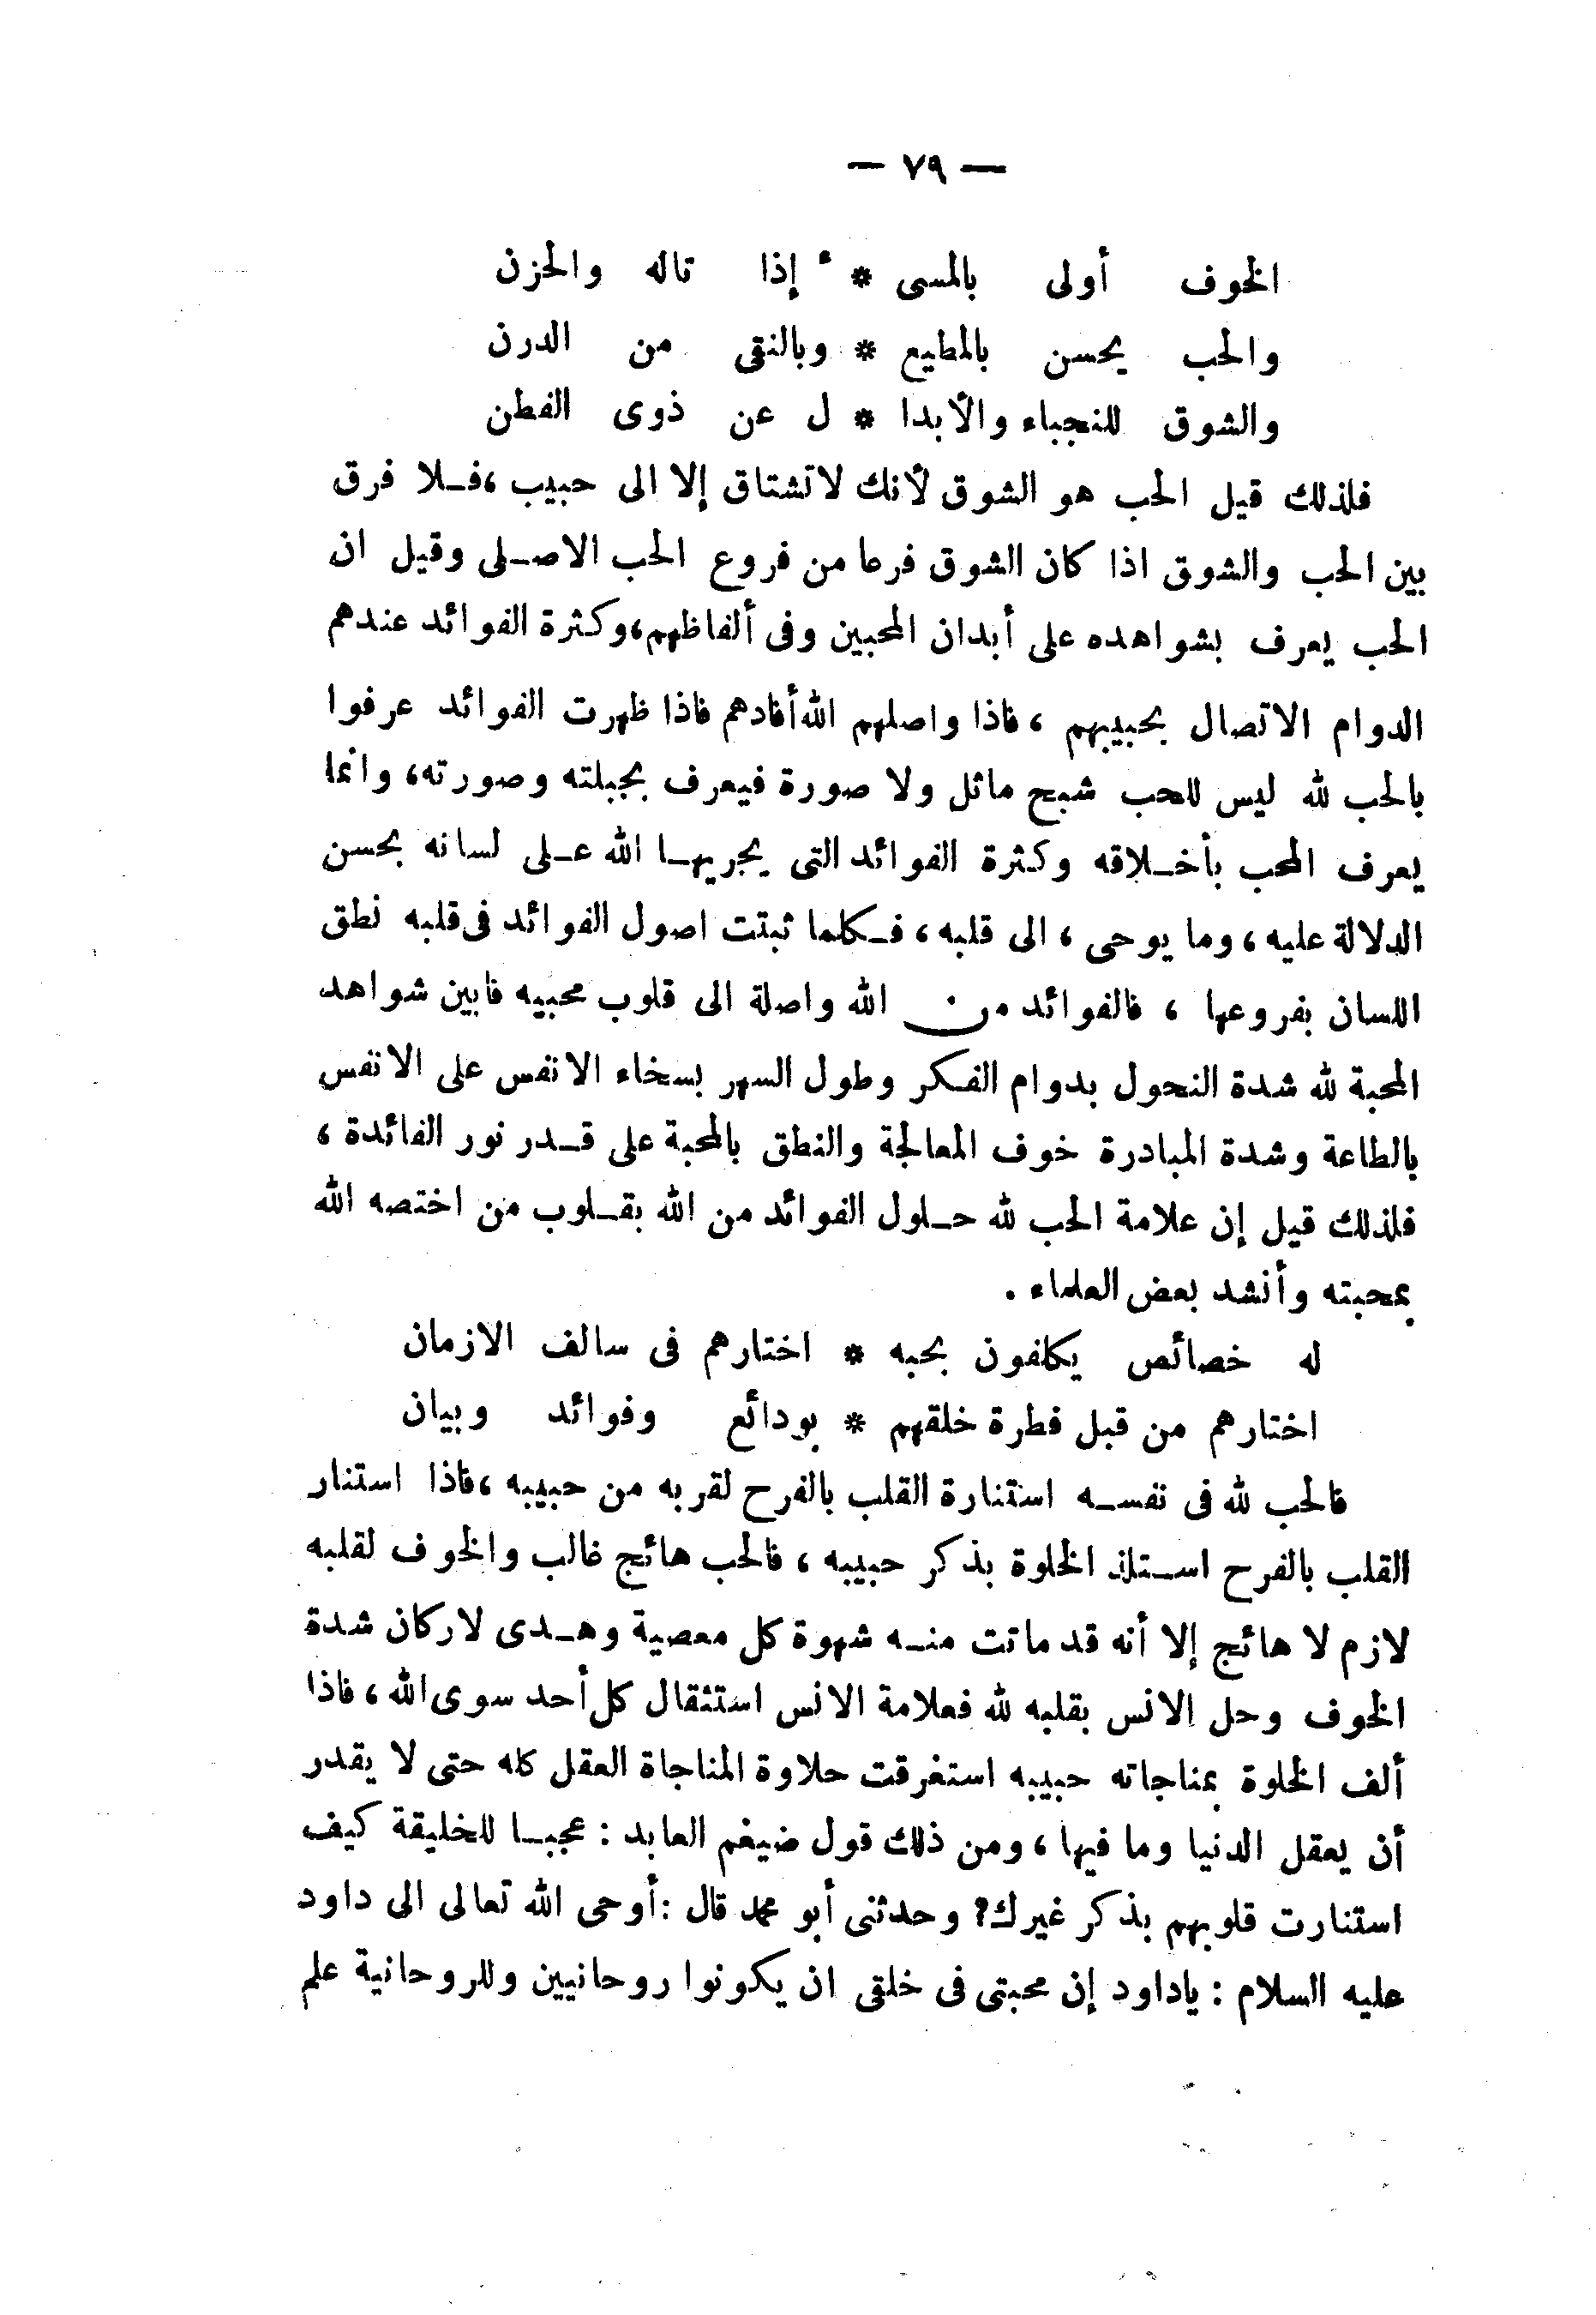 — ٧٩ —
الخوف أولى بالمسى * ء إذا تاله والحزن
والحب يحسن بالمطيع * وبالنقى من الدرن
والشوق للنجباء والأبدا * ل عن ذوى الفطن
فلذلك قيل الحب هو الشوق لأنك لا تشتاق إلا الى حبيب ، فلا فرق
بين الحب والشوق اذا كان الشوق فرعا من فروع الحب الاصلى وقيل ان
الحب يعرف بشواهده على أبدان المحبين وفى ألفاظهم، وكثرة الفوائد عندهم
الدوام الاتصال بحبيبهم ، فاذا واصلهم الله أفادهم فاذا ظهرت الفوائد عرفوا
بالحب لله ليس للحب شبح ماثل ولا صورة فيعرف بجبلته وصورته، وانما
يعرف المحب بأخلاقه وكثرة الفوائد التى يجريها الله على لسانه بحسن
الدلالة عليه ، وما يوحى ، الى قلبه ، فكلما ثبتت اصول الفوائد فى قلبه نطق
اللسان بفروعها ، فالفوائد من الله واصلة الى قلوب محبيه فابين شواهد
المحبة لله شدة النحول بدوام الفكر وطول السهر بسخاء الانفس على الانفس
بالطاعة وشدة المبادرة خوف المعالجة والنطق بالمحبة على قدر نور الفائدة ،
فلذلك قيل إن علامة الحب لله حلول الفوائد من الله بقلوب من اختصه الله
بمحبته وأنشد بعض العلماء .
له خصائص يكلفون بحبه * اختارهم فى سالف الازمان
اختارهم من قبل فطرة خلقهم * بودائع وفوائد وبيان
فالحب لله فى نفسه استنارة القلب بالفرح لقربه من حبيبه ، فاذا استنار
القلب بالفرح استلذ الخلوة بذكر حبيبه ، فالحب هائج غالب والخوف لقلبه
لازم لا هائج إلا أنه قد ماتت منه شهوة كل معصية وهدى لاركان شدة
الخوف وحل الانس بقلبه لله فعلامة الانس استثقال كل أحد سوى الله ، فاذا
ألف الخلوة بمناجاته حبيبه استغرقت حلاوة المناجاة العقل كله حتى لا يقدر
أن يعقل الدنيا وما فيها ، ومن ذلك قول ضيغم العابد : عجبا للخليقة كيف
استنارت قلوبهم بذكر غيرك؟ وحدثنى أبو محمد قال : أوحى الله تعالى الى داود
عليه السلام : ياداود إن محبتى فى خلقى ان يكونوا روحانيين وللروحانية علم